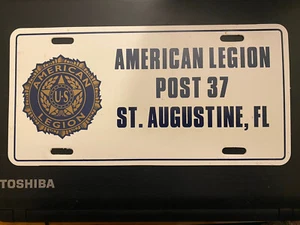 AMERICAN LEGION
POST 37
ST. AUGUSTINE, FL
AMERICAN
U.S
LEGION
TOSHIBA